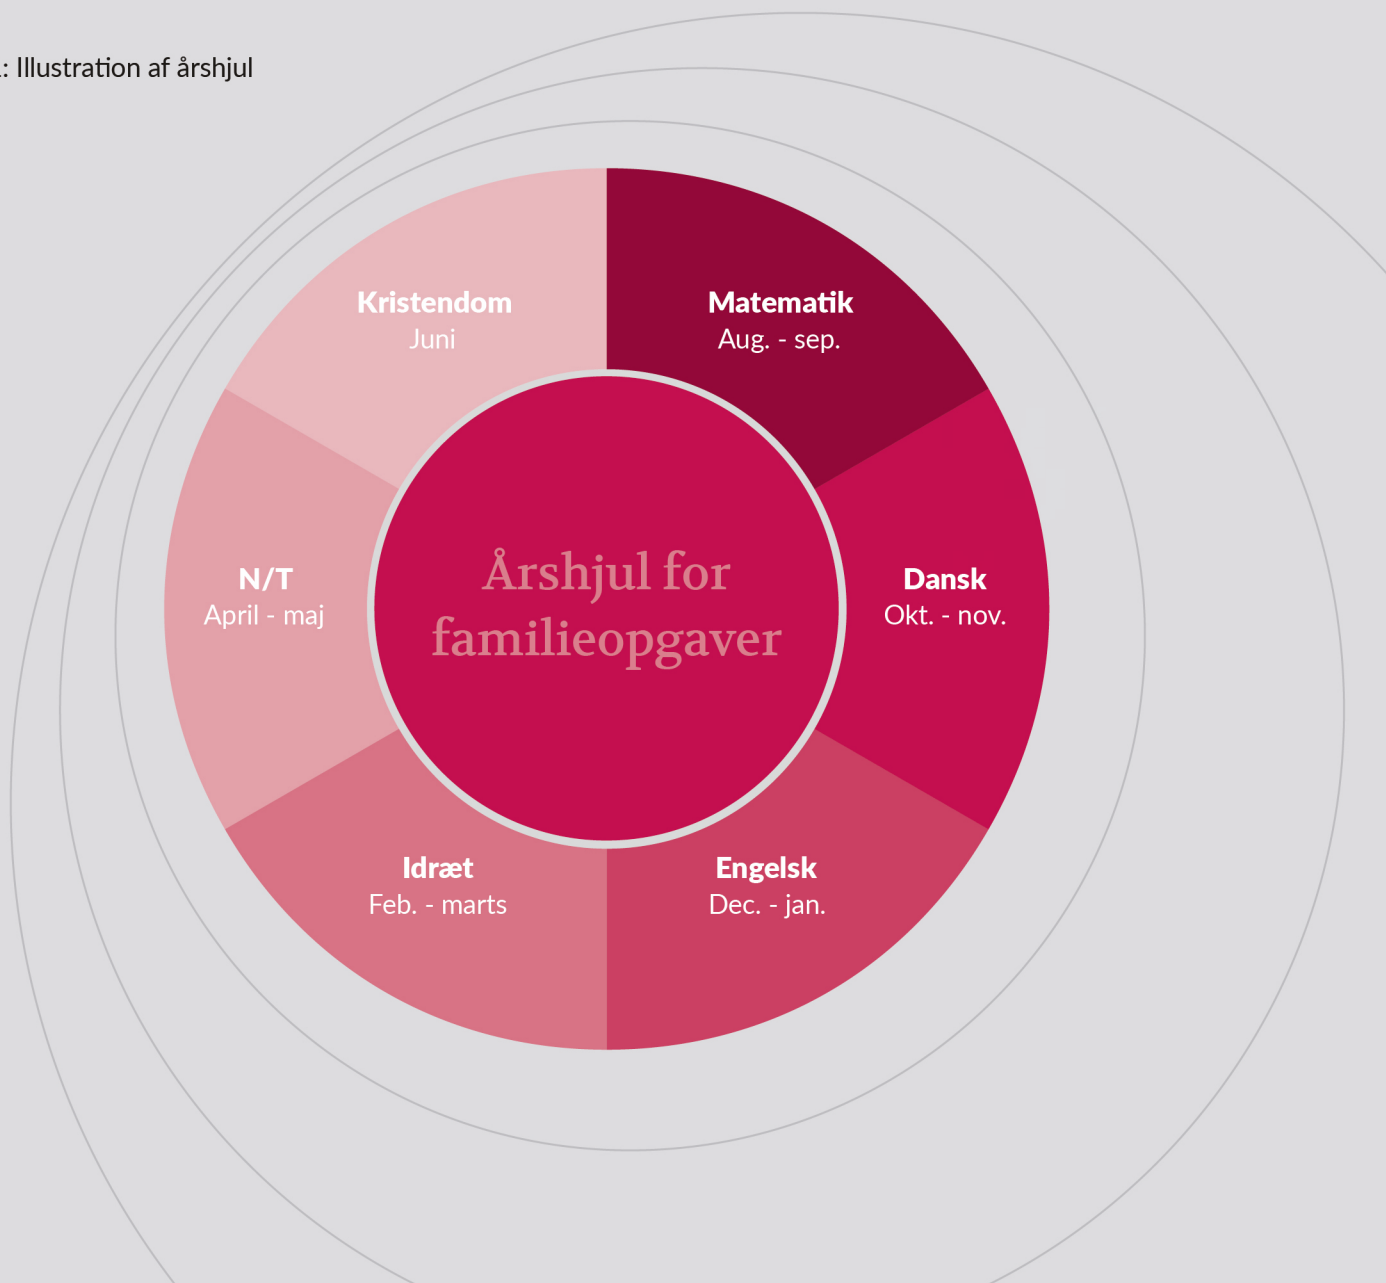 : Illustration af årshjul
Kristendom
Juni
Matematik
Aug. - sep.
N/T
April - maj
Årshjul for
familieopgaver
Dansk
Okt. - nov.
Idræt
Feb. - marts
Engelsk
Dec. - jan.